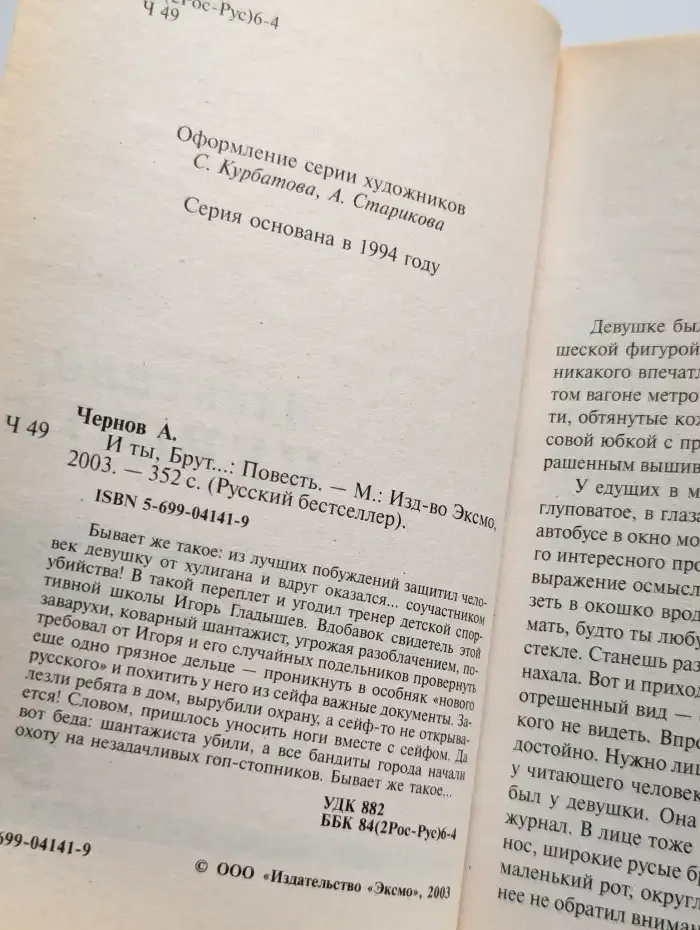 (2Рос-Рус)6-4
Ч 49
Оформление серии художников
С. Курбатова, А. Старикова
Серия основана в 1994 году
Чернов А.
Ч 49
И ты, Брут...: Повесть. — М.: Изд-во Эксмо,
2003. — 352 с. (Русский бестселлер).
ISBN 5-699-04141-9
Бывает же такое: из лучших побуждений защитил чело-
век девушку от хулигана и вдруг оказался... соучастником
убийства! В такой переплет и угодил тренер детской спор-
тивной школы Игорь Гладышев. Вдобавок свидетель этой
заварухи, коварный шантажист, угрожая разоблачением, по-
требовал от Игоря и его случайных подельников провернуть
еще одно грязное дельце — проникнуть в особняк «нового
русского» и похитить у него из сейфа важные документы. За-
лезли ребята в дом, вырубили охрану, а сейф-то не открыва-
ется! Словом, пришлось уносить ноги вместе с сейфом. Да
вот беда: шантажиста убили, а все бандиты города начали
охоту на незадачливых гоп-стопников. Бывает же такое...
УДК 882
ББК 84(2Рос-Рус)6-4
699-04141-9
© ООО «Издательство «Эксмо», 2003
Девушке был
шеской фигурой
никакого впечатл
том вагоне метро
ти, обтянутые кож
совой юбкой с пр
рашенным вышив
У едущих в м
глуповатое, в глаза
автобусе в окно мо
го интересного про
выражение осмысл
зеть в окошко врод
мать, будто ты любу
стекле. Станешь раз
нахала. Вот и приход
отрешенный вид —
кого не видеть. Впро
достойно. Нужно лиш
у читающего человек
был у девушки. Она
журнал. В лице тоже
нос, широкие русые бр
маленький рот, округл
нее не обратил вниман